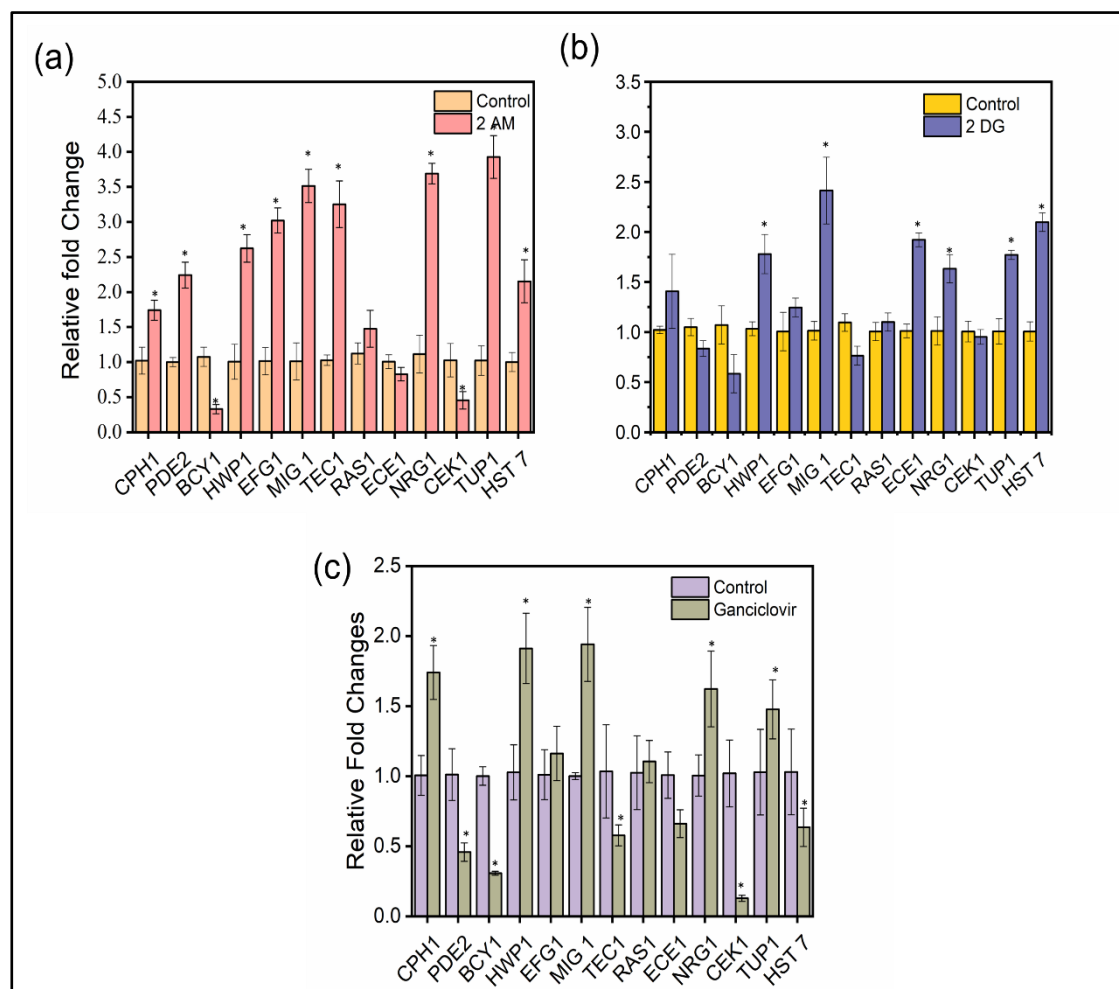 (a)
Relative fold Change
5.0
4.5
4.0
3.5
3.0
2.5
2.0
1.5
1.0
0.5
0.0
Control
2 AM
* * * * * * * * * *
CPH1 PDE2 BCY1 HWP1 EFG1 MIG 1 TEC1 RAS1 ECE1 NRG1 CEK1 TUP1 HST 7
(b)
3.5
3.0
2.5
2.0
1.5
1.0
0.5
0.0
Control
2 DG
* * * * * *
CPH1 PDE2 BCY1 HWP1 EFG1 MIG 1 TEC1 RAS1 ECE1 NRG1 CEK1 TUP1 HST 7
(c)
Relative Fold Changes
2.5
2.0
1.5
1.0
0.5
0.0
Control
Ganciclovir
* * * * * * * * * *
CPH1 PDE2 BCY1 HWP1 EFG1 MIG 1 TEC1 RAS1 ECE1 NRG1 CEK1 TUP1 HST 7